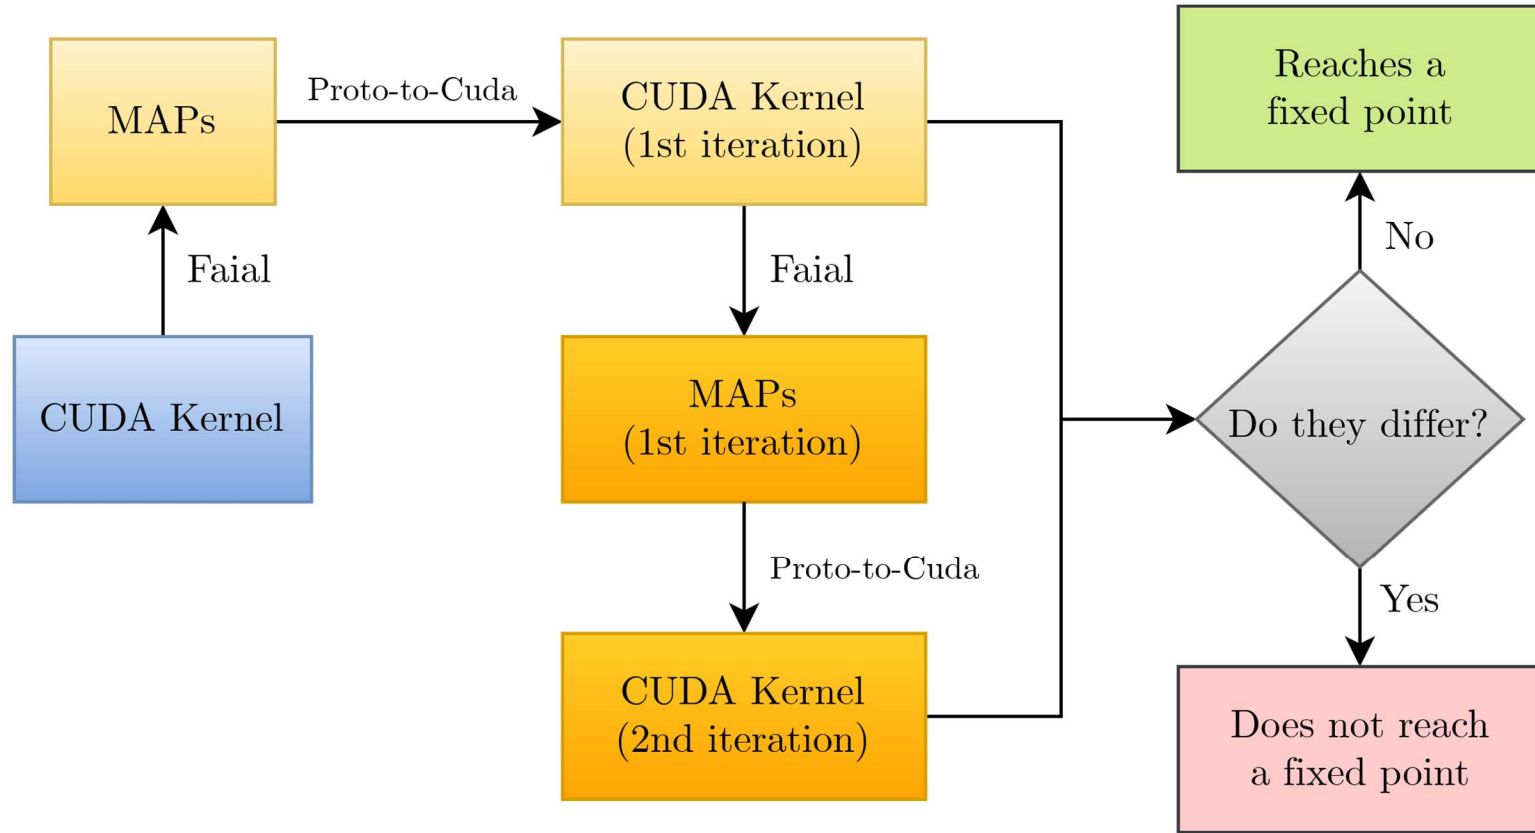 MAPs
Proto-to-Cuda
CUDA Kernel
(1st iteration)
Reaches a
fixed point
Faial
Faial
No
CUDA Kernel
MAPs
(1st iteration)
Do they differ?
Proto-to-Cuda
Yes
CUDA Kernel
(2nd iteration)
Does not reach
a fixed point